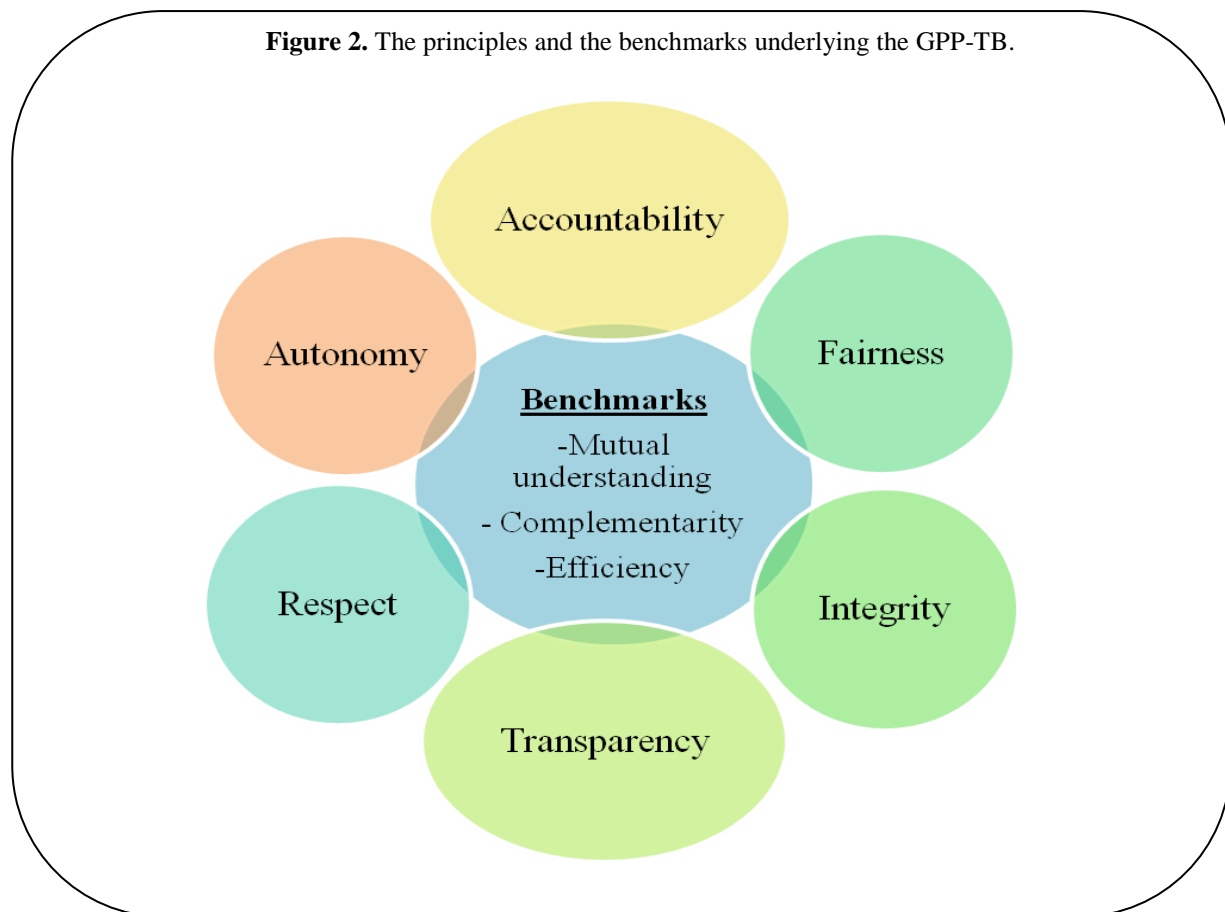 Figure 2. The principles and the benchmarks underlying the GPP-TB.
Accountability
Autonomy
Fairness
Benchmarks
-Mutual
understanding
- Complementarity
-Efficiency
Respect
Integrity
Transparency